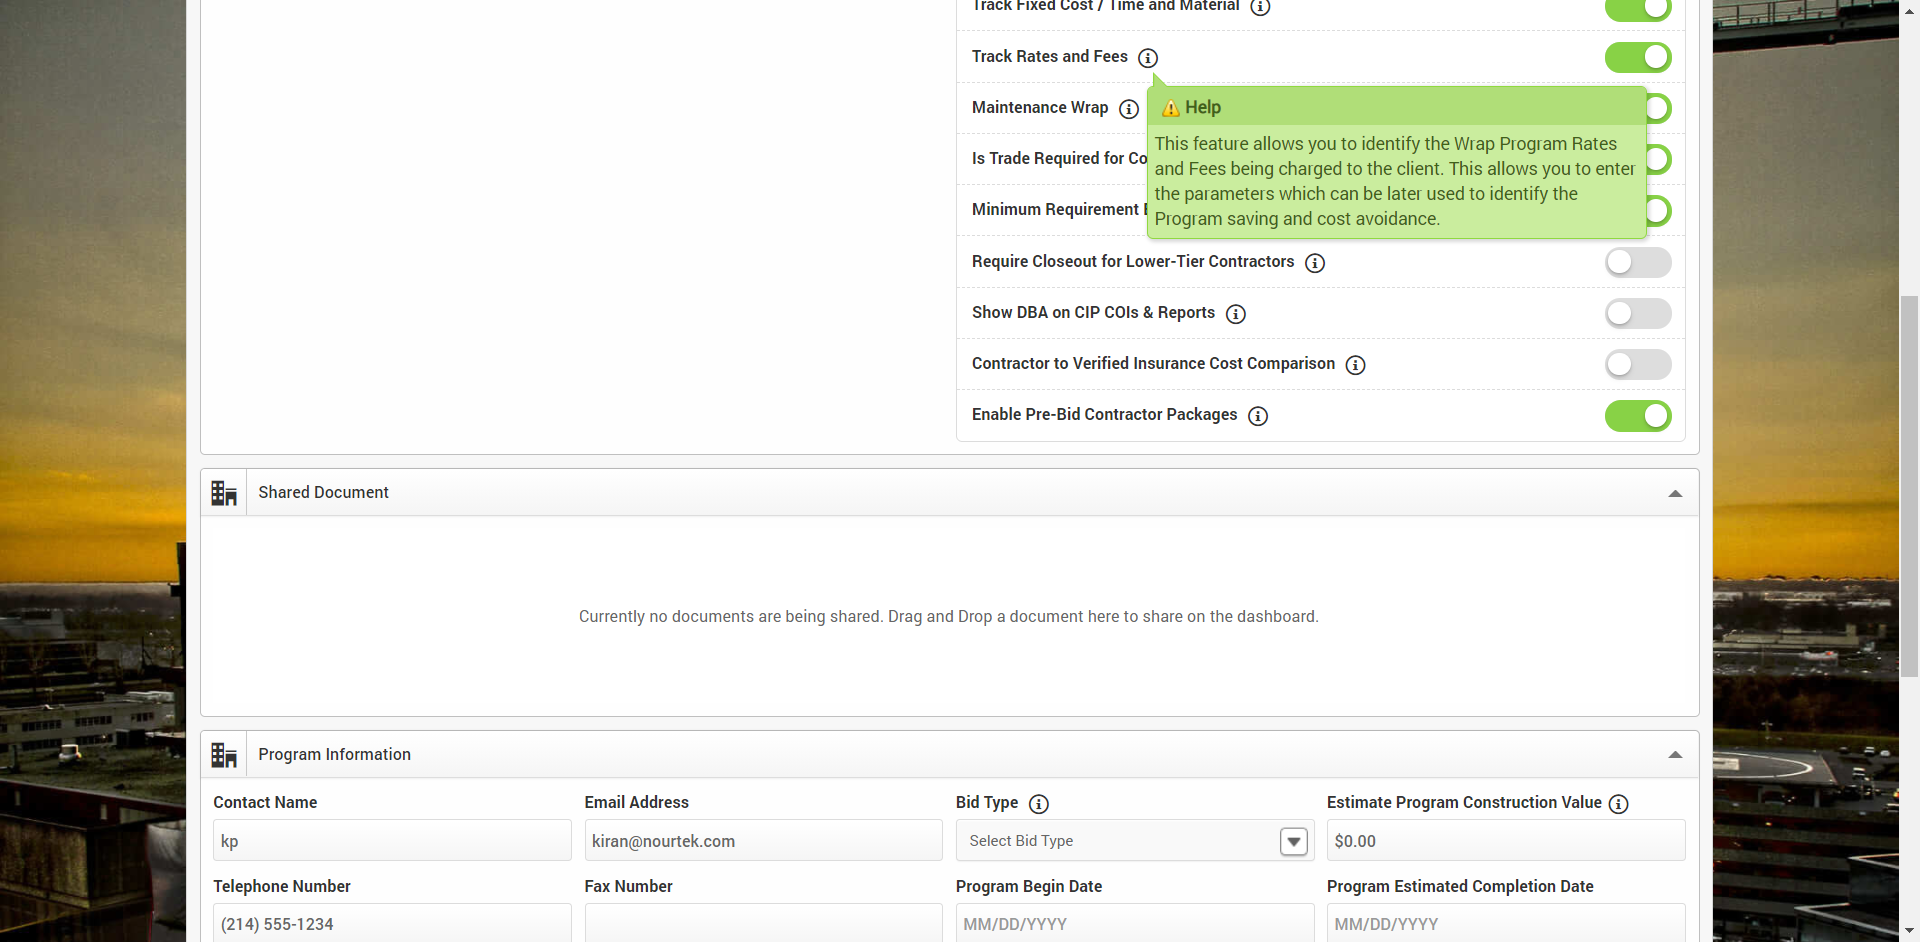 Track Fixed Cost / Time and Material
Track Rates and Fees
Help
Maintenance Wrap
This feature allows you to identify the Wrap Program Rates
and Fees being charged to the client. This allows you to enter
the parameters which can be later used to identify the
Program saving and cost avoidance.
Is Trade Required for Co
Minimum Requirement
Require Closeout for Lower-Tier Contractors
Show DBA on CIP COIs & Reports
Contractor to Verified Insurance Cost Comparison
Enable Pre-Bid Contractor Packages
Shared Document
Currently no documents are being shared. Drag and Drop a document here to share on the dashboard.
Program Information
Contact Name
Email Address
Bid Type
Estimate Program Construction Value
kp
kiran@nourtek.com
Select Bid Type
$0.00
Telephone Number
Fax Number
Program Begin Date
Program Estimated Completion Date
(214) 555-1234
MM/DD/YYYY
MM/DD/YYYY